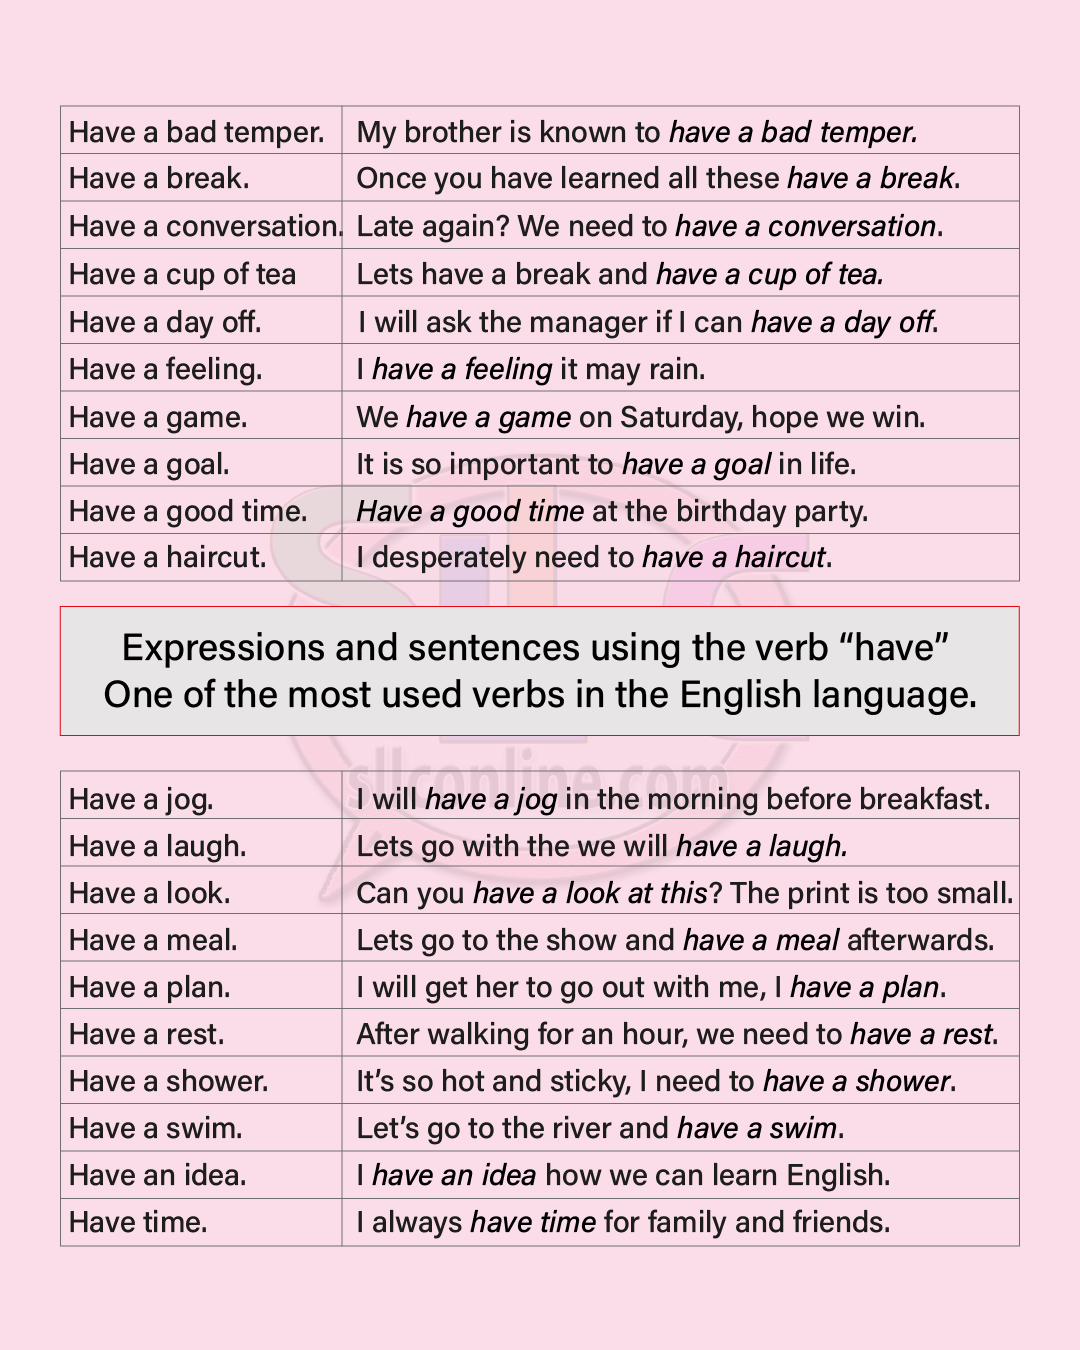 Have a bad temper. My brother is known to have a bad temper.
Have a break. Once you have learned all these have a break.
Have a conversation. Late again? We need to have a conversation.
Have a cup of tea Lets have a break and have a cup of tea.
Have a day off. I will ask the manager if I can have a day off.
Have a feeling. I have a feeling it may rain.
Have a game. We have a game on Saturday, hope we win.
Have a goal. It is so important to have a goal in life.
Have a good time. Have a good time at the birthday party.
Have a haircut. I desperately need to have a haircut.
Expressions and sentences using the verb “have”
One of the most used verbs in the English language.
sllconline.com
Have a jog. I will have a jog in the morning before breakfast.
Have a laugh. Lets go with the we will have a laugh.
Have a look. Can you have a look at this? The print is too small.
Have a meal. Lets go to the show and have a meal afterwards.
Have a plan. I will get her to go out with me, I have a plan.
Have a rest. After walking for an hour, we need to have a rest.
Have a shower. It’s so hot and sticky, I need to have a shower.
Have a swim. Let’s go to the river and have a swim.
Have an idea. I have an idea how we can learn English.
Have time. I always have time for family and friends.